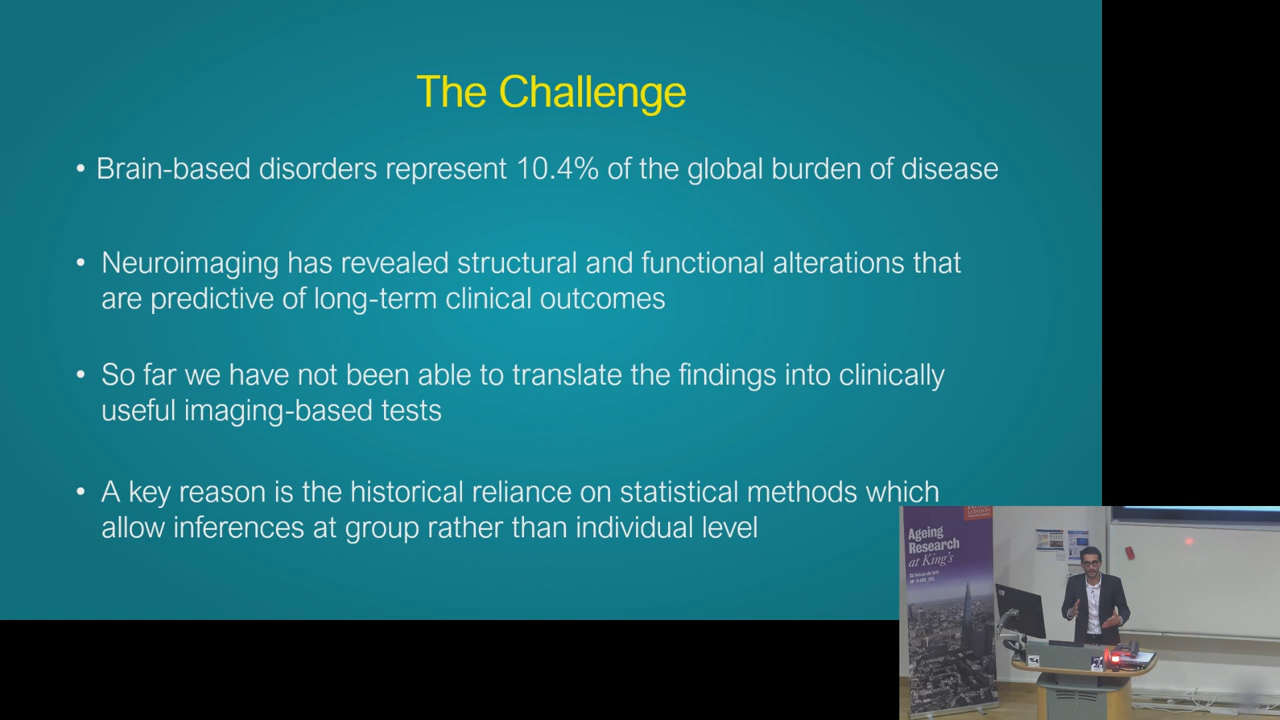 The Challenge
• Brain-based disorders represent 10.4% of the global burden of disease
• Neuroimaging has revealed structural and functional alterations that
are predictive of long-term clinical outcomes
• So far we have not been able to translate the findings into clinically
useful imaging-based tests
• A key reason is the historical reliance on statistical methods which
allow inferences at group rather than individual level
LONDON
Ageing
Research
at King's